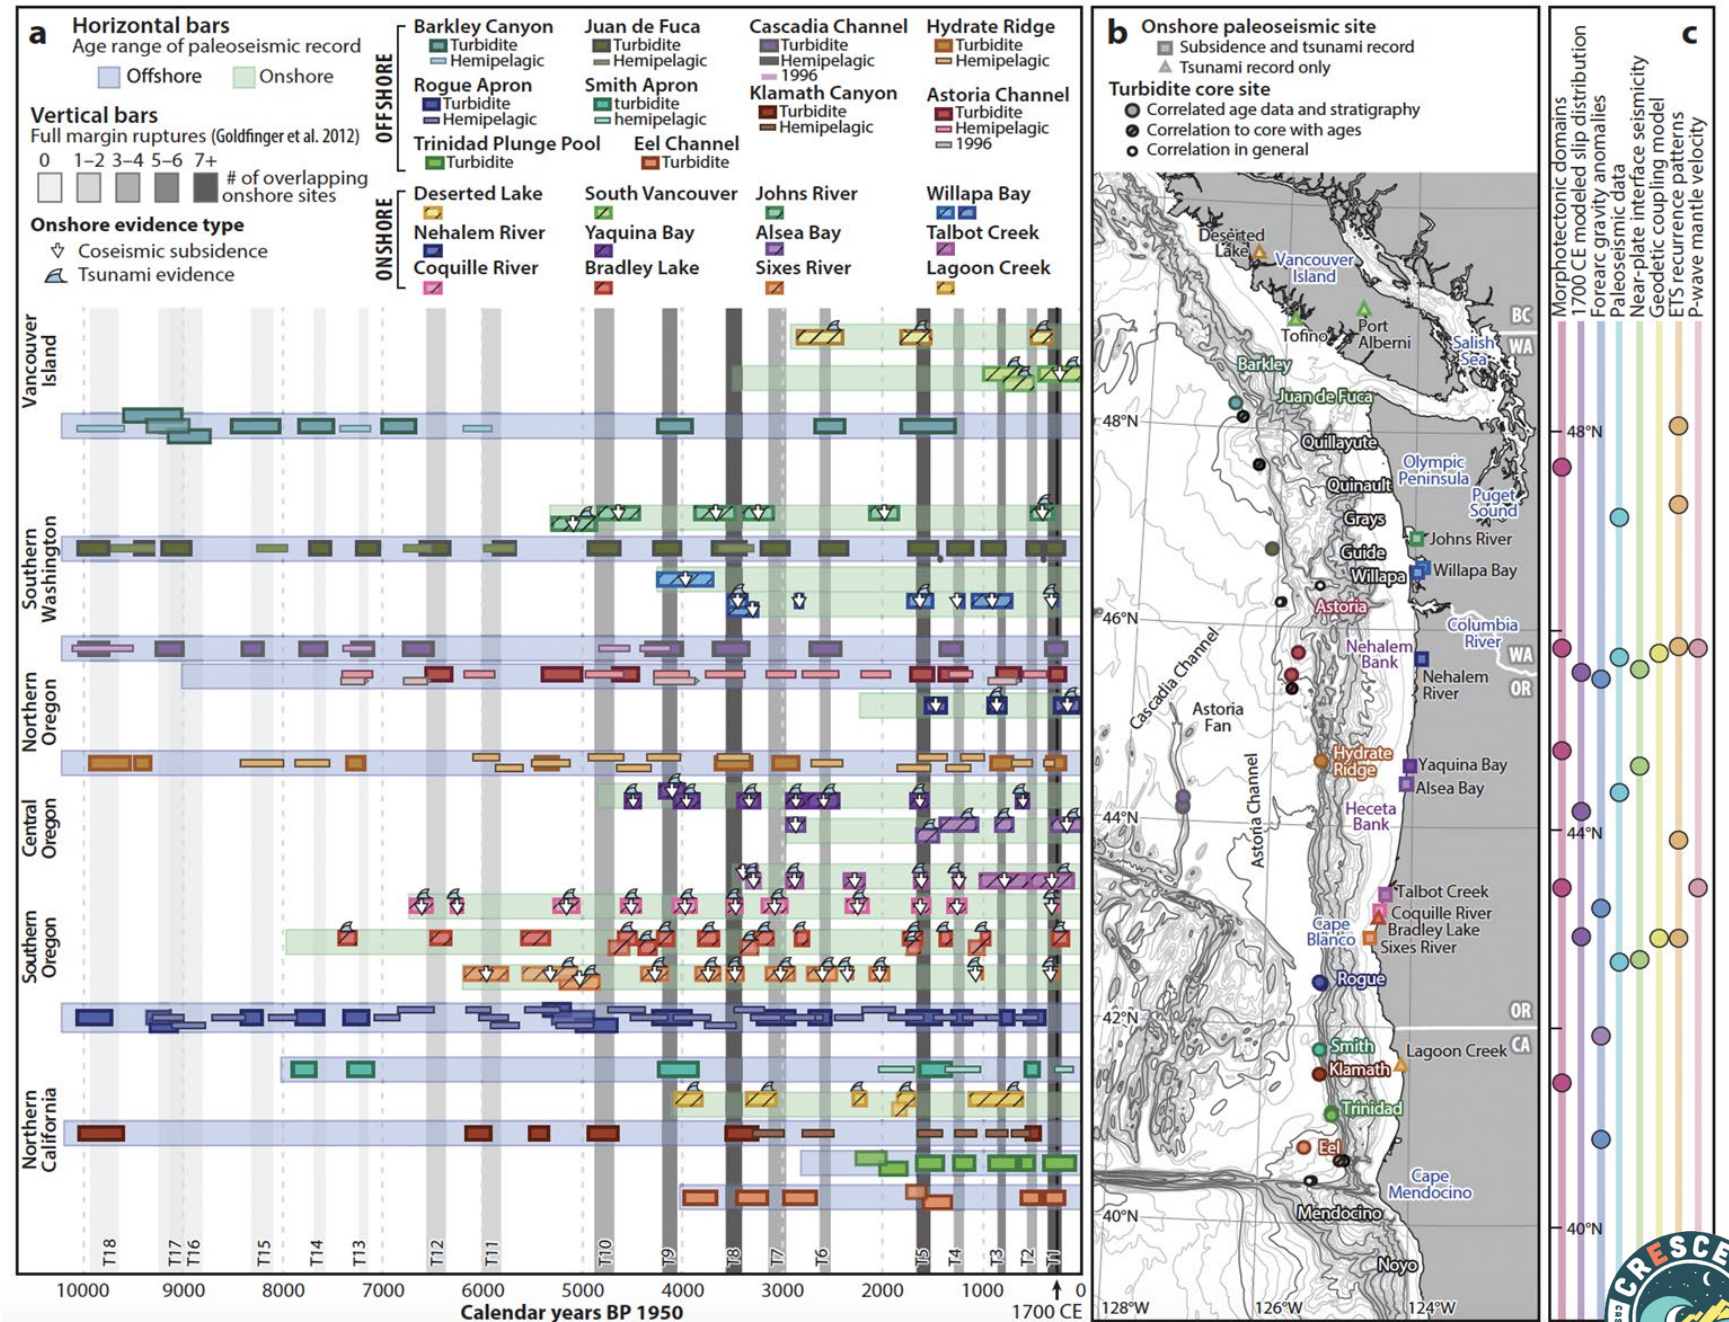 a
Horizontal bars
Age range of paleoseismic record
Offshore
Onshore
Vertical bars
Full margin ruptures (Goldfinger et al. 2012)
0 1–2 3–4 5–6 7+
# of overlapping
onshore sites
Onshore evidence type
Coseismic subsidence
Tsunami evidence
OFFSHORE
Barkley Canyon
Turbidite
Hemipelagic
Juan de Fuca
Turbidite
Hemipelagic
Cascadia Channel
Turbidite
Hemipelagic
1996
Hydrate Ridge
Turbidite
Hemipelagic
Rogue Apron
Turbidite
Hemipelagic
Smith Apron
turbidite
hemipelagic
Klamath Canyon
Turbidite
Hemipelagic
Astoria Channel
Turbidite
Hemipelagic
1996
Trinidad Plunge Pool
Turbidite
Eel Channel
Turbidite
ONSHORE
Deserted Lake
South Vancouver
Johns River
Willapa Bay
Nehalem River
Yaquina Bay
Alsea Bay
Talbot Creek
Coquille River
Bradley Lake
Sixes River
Lagoon Creek
Vancouver
Island
Southern
Washington
Northern
Oregon
Central
Oregon
Southern
Oregon
Northern
California
T18
T17
T16
T15
T14
T13
T12
T11
T10
T9
T8
T7
T6
T5
T4
T3
T2
T1
10000 9000 8000 7000 6000 5000 4000 3000 2000 1000 0
Calendar years BP 1950
1700 CE
b
Onshore paleoseismic site
Subsidence and tsunami record
Tsunami record only
Turbidite core site
Correlated age data and stratigraphy
Correlation to core with ages
Correlation in general
Deserted
Lake
Vancouver
Island
Tofino
Port
Alberni
BC
WA
Salish
Sea
Barkley
Juan de Fuca
48°N
Quillayute
Olympic
Peninsula
Quinault
Puget
Sound
Grays
Johns River
Guide
Willapa
Willapa Bay
46°N
Astoria
Columbia
River
Cascadia Channel
Nehalem
Bank
WA
OR
Nehalem
River
Astoria
Fan
Hydrate
Ridge
Yaquina Bay
Alsea Bay
Astoria Channel
Heceta
Bank
44°N
Talbot Creek
Coquille River
Bradley Lake
Cape
Blanco
Sixes River
Rogue
42°N
OR
CA
Smith
Lagoon Creek
Klamath
Trinidad
Eel
Cape
Mendocino
40°N
Mendocino
Noyo
128°W
126°W
124°W
c
Morphotectonic domains
1700 CE modeled slip distribution
Forearc gravity anomalies
Paleoseismic data
Near-plate interface seismicity
Geodetic coupling model
ETS recurrence patterns
P-wave mantle velocity
48°N
44°N
40°N